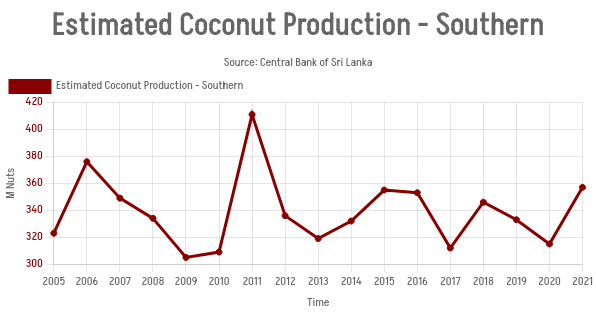 Estimated Coconut Production - Southern
Source: Central Bank of Sri Lanka
Estimated Coconut Production - Southern
420
400
380
360
340
320
300
M Nuts
2005 2006 2007 2008 2009 2010 2011 2012 2013 2014 2015 2016 2017 2018 2019 2020 2021
Time